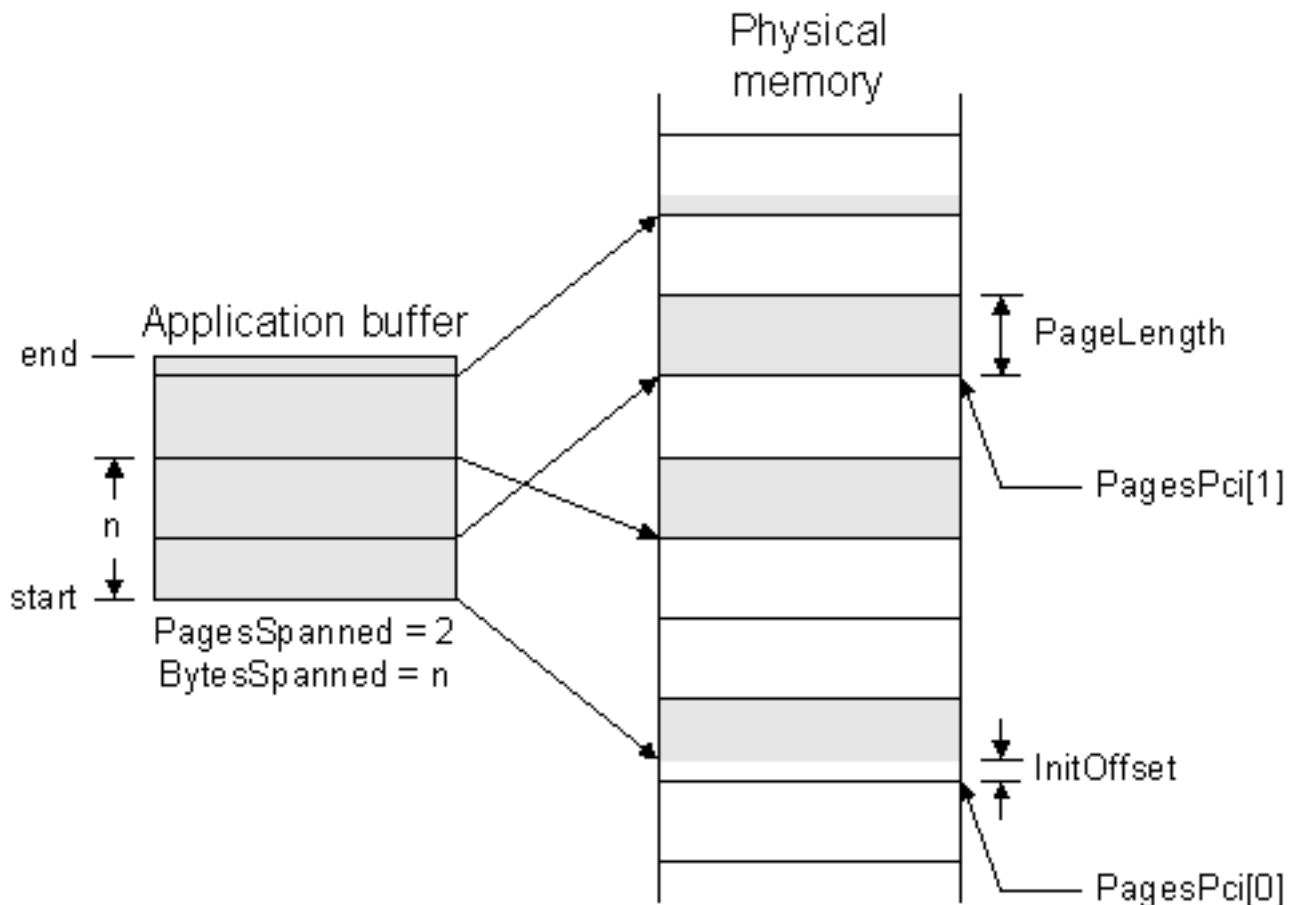 Physical
memory
Application buffer
end
PageLength
PagesPci[1]
n
start
PagesSpanned = 2
BytesSpanned = n
InitOffset
PagesPci[0]